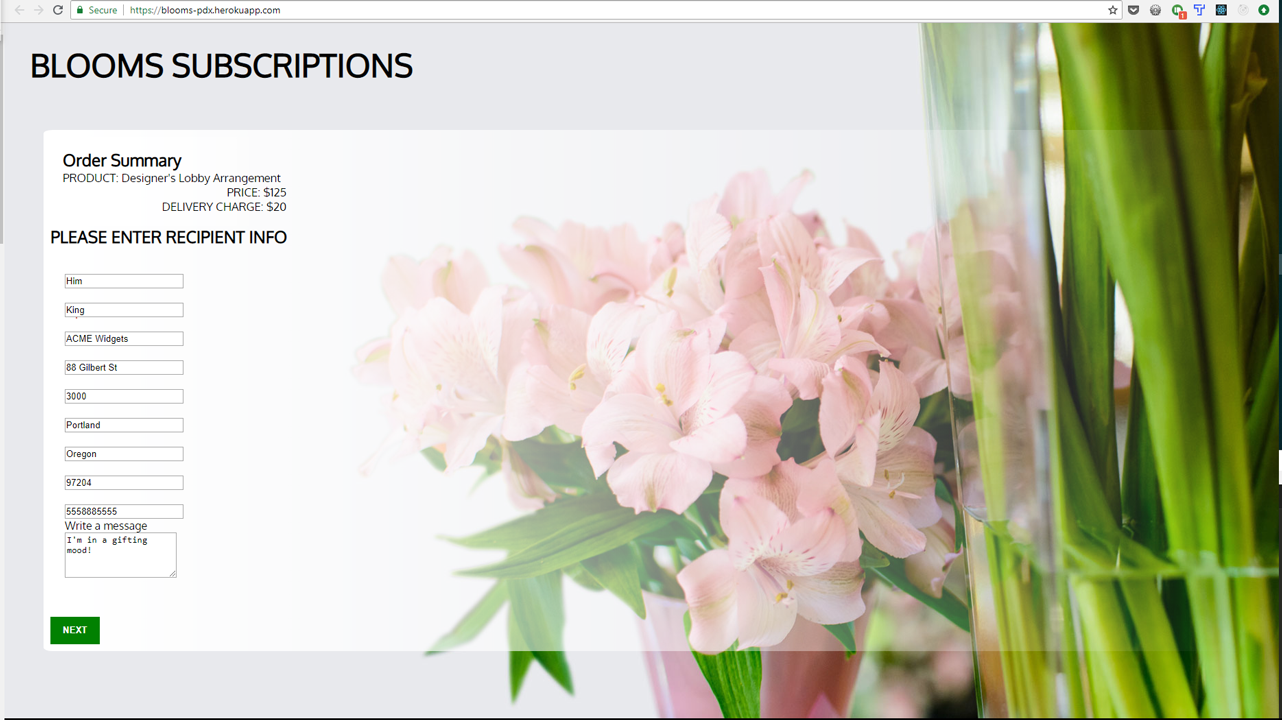 Secure https://blooms-pdx.herokuapp.com
BLOOMS SUBSCRIPTIONS
Order Summary
PRODUCT: Designer's Lobby Arrangement
PRICE: $125
DELIVERY CHARGE: $20
PLEASE ENTER RECIPIENT INFO
Him
King
ACME Widgets
88 Gilbert St
3000
Portland
Oregon
97204
5558885555
Write a message
I'm in a gifting
mood!
NEXT